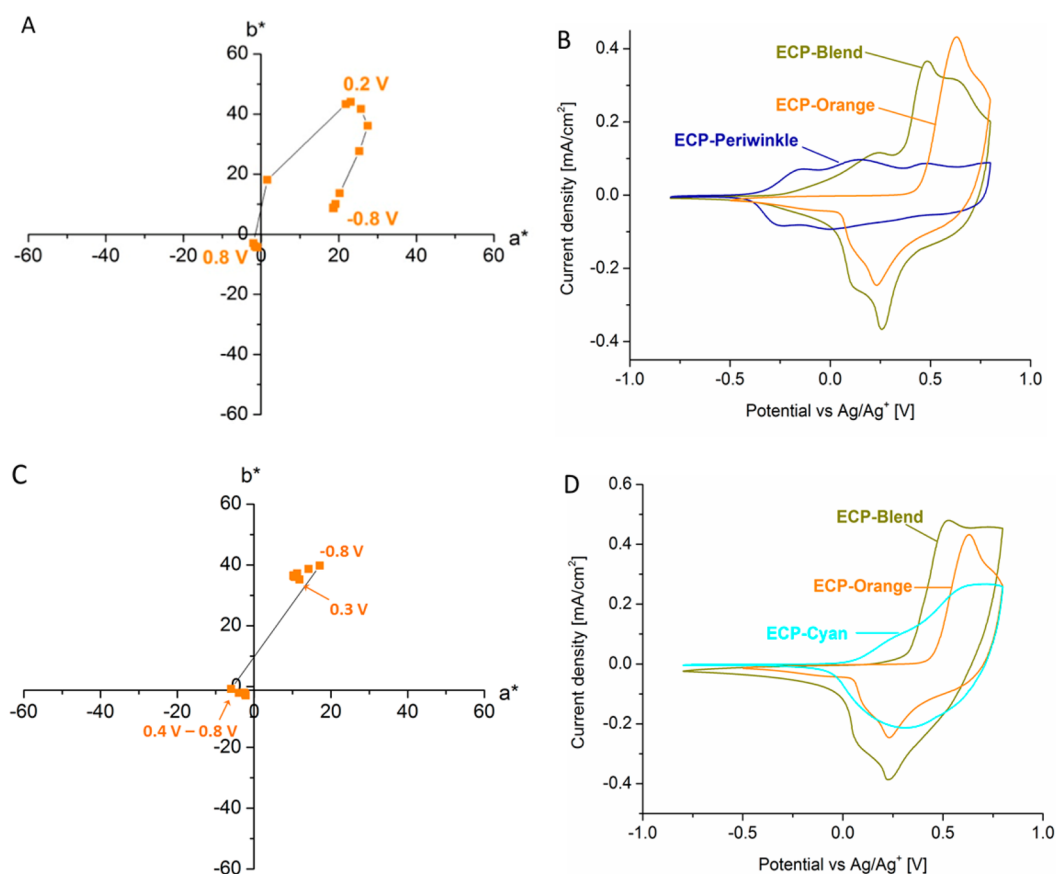 A
b*
60
40
20
0
-20
-40
-60
-60
-40
-20
0
20
40
60
a*
0.2 V
-0.8 V
0.8 V
B
0.4
0.2
0.0
-0.2
-0.4
-1.0
-0.5
0.0
0.5
1.0
Current density [mA/cm²]
Potential vs Ag/Ag⁺ [V]
ECP-Blend
ECP-Orange
ECP-Periwinkle
C
b*
60
40
20
0
-20
-40
-60
-60
-40
-20
0
20
40
60
a*
-0.8 V
0.3 V
0.4 V – 0.8 V
D
0.6
0.4
0.2
0.0
-0.2
-0.4
-1.0
-0.5
0.0
0.5
1.0
Current density [mA/cm²]
Potential vs Ag/Ag⁺ [V]
ECP-Blend
ECP-Orange
ECP-Cyan